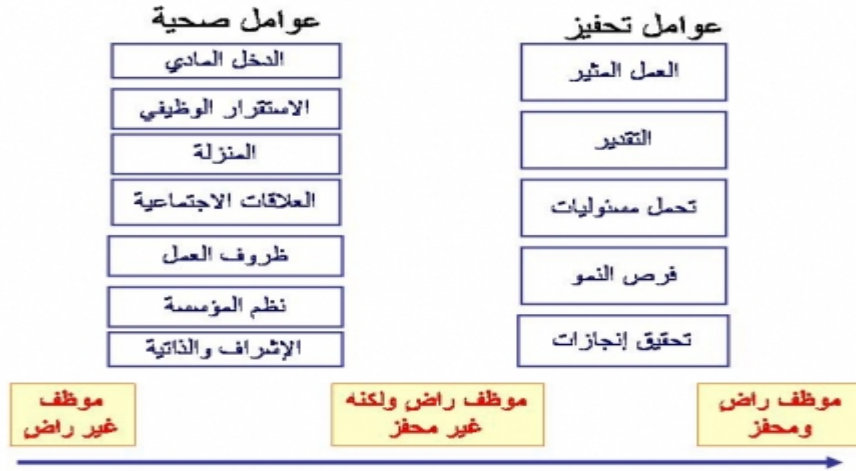 عوامل تحفيز
العمل المثير
التقدير
تحمل مسئوليات
فرص النمو
تحقيق إنجازات
عوامل صحية
الدخل المادي
الاستقرار الوظيفي
المنزلة
العلاقات الاجتماعية
ظروف العمل
نظم المؤسسة
الإشراف والذاتية
موظف راض
ومحفز
موظف راض ولكنه
غير محفز
موظف
غير راض